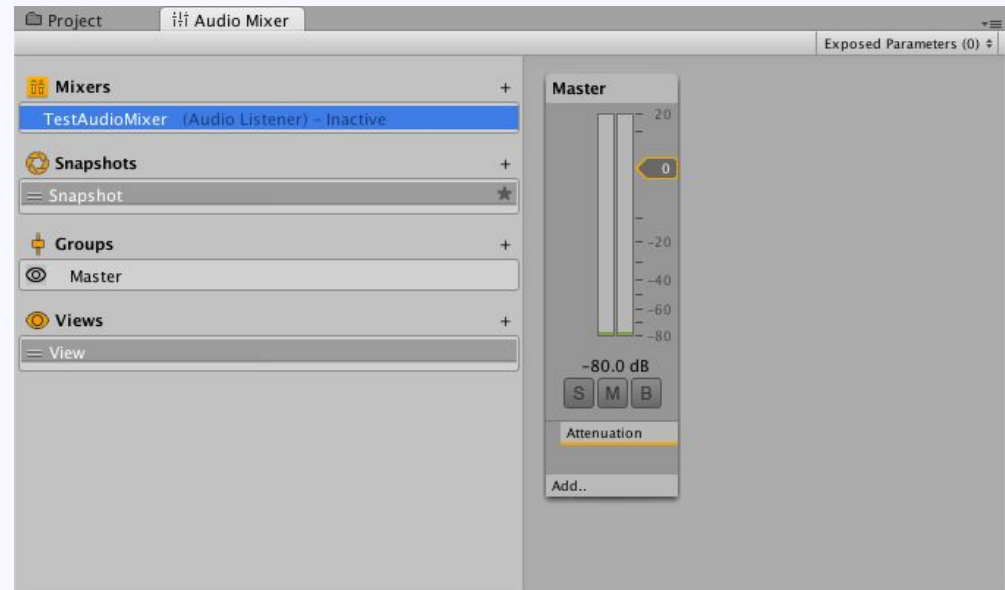 Project
Audio Mixer
Exposed Parameters (0)
Mixers
TestAudioMixer (Audio Listener) – Inactive
Snapshots
Snapshot
Groups
Master
Views
View
Master
20
0
-20
-40
-60
-80
-80.0 dB
S M B
Attenuation
Add..